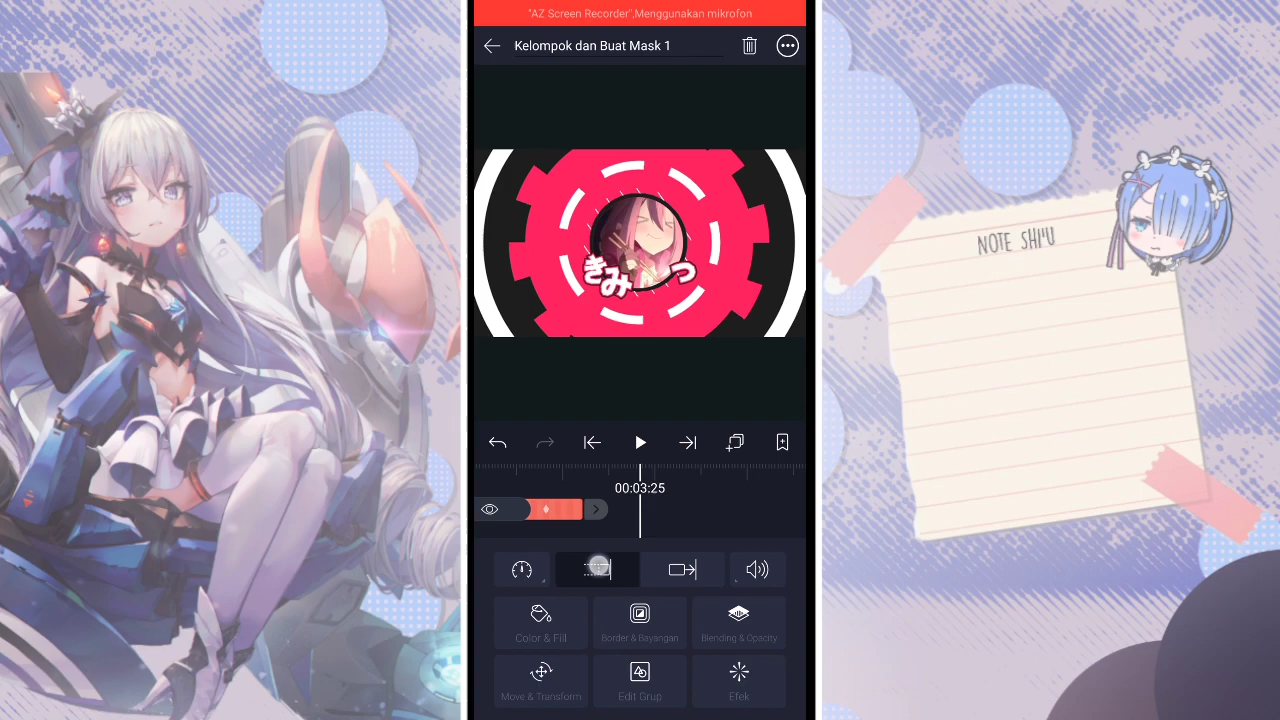 "AZ Screen Recorder",Menggunakan mikrofon
Kelompok dan Buat Mask 1
NOTE SHI'U
きみ
つ
00:03:25
Color & Fill
Border & Bayangan
Blending & Opacity
Move & Transform
Edit Grup
Efek